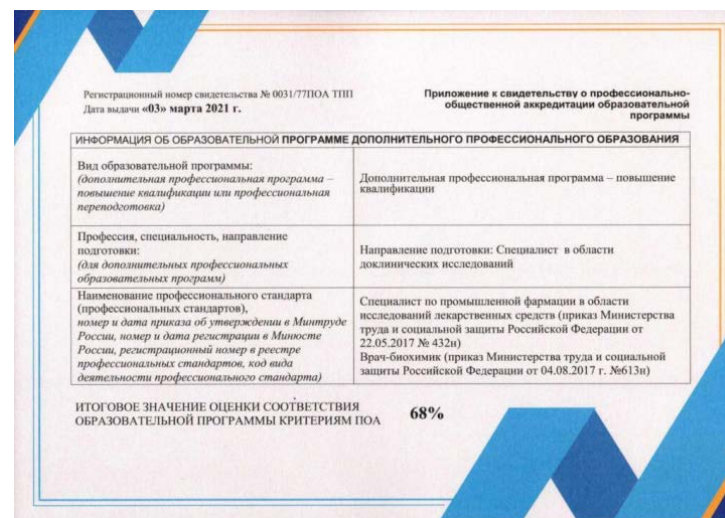 Регистрационный номер свидетельства № 0031/77ПОА ТПП
Дата выдачи «03» марта 2021 г.
Приложение к свидетельству о профессионально-
общественной аккредитации образовательной
программы
ИНФОРМАЦИЯ ОБ ОБРАЗОВАТЕЛЬНОЙ ПРОГРАММЕ ДОПОЛНИТЕЛЬНОГО ПРОФЕССИОНАЛЬНОГО ОБРАЗОВАНИЯ
Вид образовательной программы:
(дополнительная профессиональная программа –
повышение квалификации или профессиональная
переподготовка)
Дополнительная профессиональная программа – повышение
квалификации
Профессия, специальность, направление
подготовки:
(для дополнительных профессиональных
образовательных программ)
Направление подготовки: Специалист в области
доклинических исследований
Наименование профессионального стандарта
(профессиональных стандартов),
номер и дата приказа об утверждении в Минтруде
России, номер и дата регистрации в Минюсте
России, регистрационный номер в реестре
профессиональных стандартов, код вида
деятельности профессионального стандарта)
Специалист по промышленной фармации в области
исследований лекарственных средств (приказ Министерства
труда и социальной защиты Российской Федерации от
22.05.2017 № 432н)
Врач-биохимик (приказ Министерства труда и социальной
защиты Российской Федерации от 04.08.2017 г. №613н)
ИТОГОВОЕ ЗНАЧЕНИЕ ОЦЕНКИ СООТВЕТСТВИЯ
ОБРАЗОВАТЕЛЬНОЙ ПРОГРАММЫ КРИТЕРИЯМ ПОА
68%